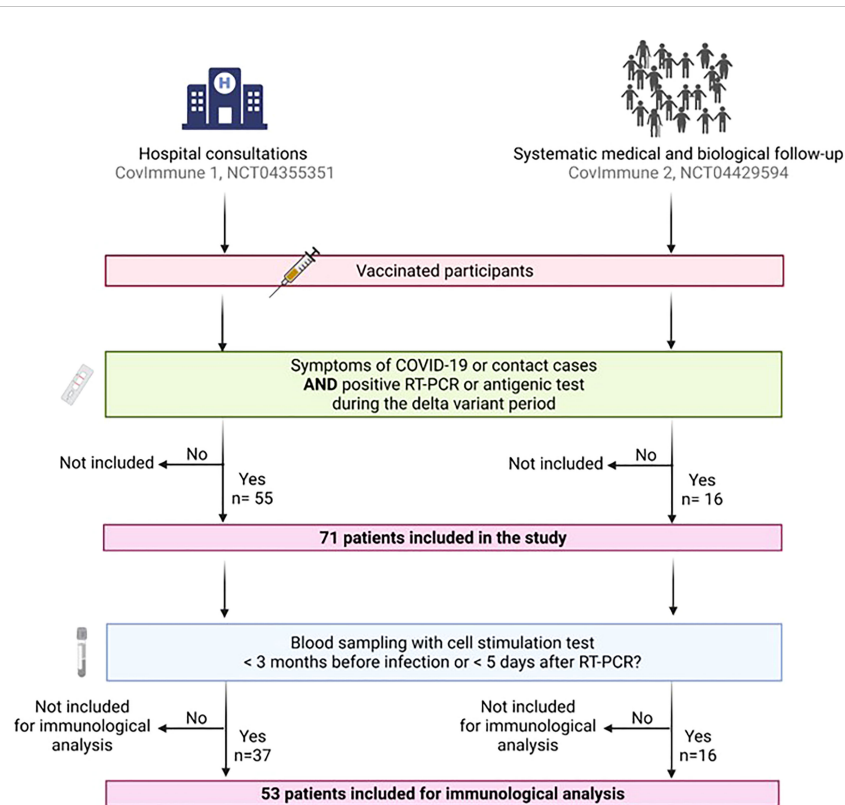 H
Hospital consultations
CovImmune 1, NCT04355351
Systematic medical and biological follow-up
CovImmune 2, NCT04429594
Vaccinated participants
Symptoms of COVID-19 or contact cases
AND positive RT-PCR or antigenic test
during the delta variant period
Not included
No
Yes
n= 55
Not included
No
Yes
n= 16
71 patients included in the study
Blood sampling with cell stimulation test
< 3 months before infection or < 5 days after RT-PCR?
Not included
for immunological
analysis
No
Yes
n=37
Not included
for immunological
analysis
No
Yes
n=16
53 patients included for immunological analysis